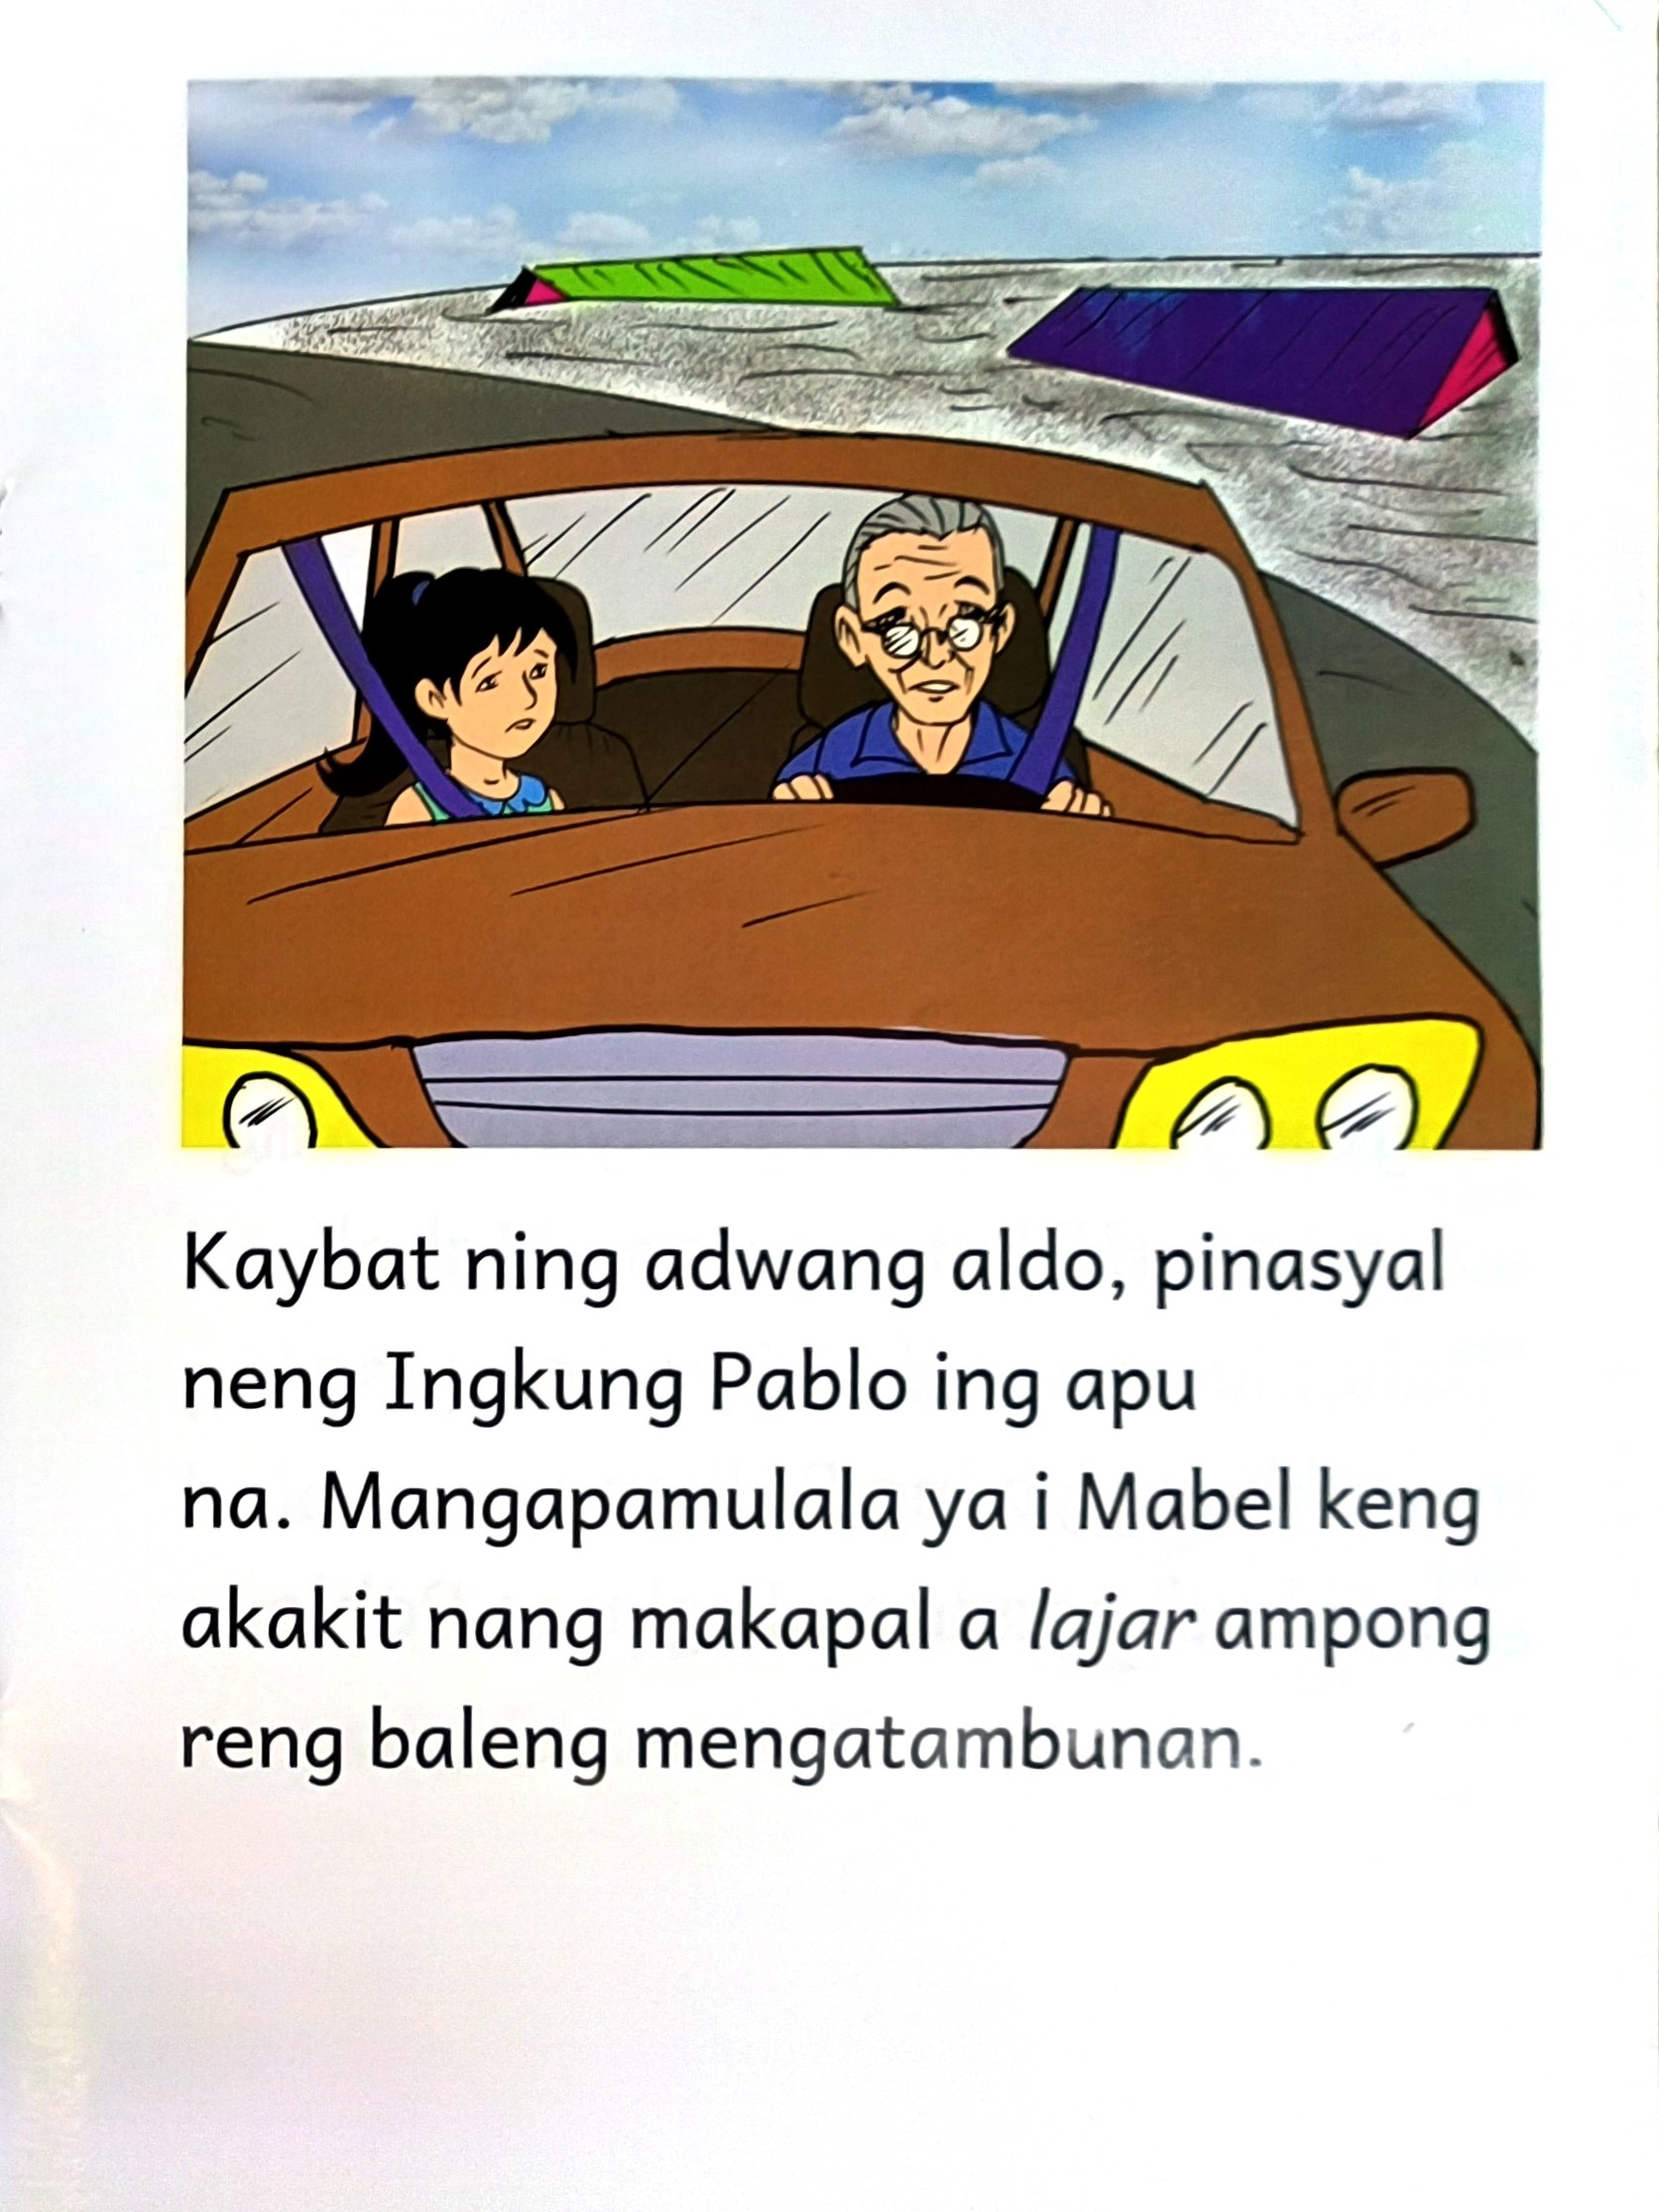 Kaybat ning adwang aldo, pinasyal
neng Ingkung Pablo ing apu
na. Mangapamulala ya i Mabel keng
akakit nang makapal a lajar ampong
reng baleng mengatambunan.